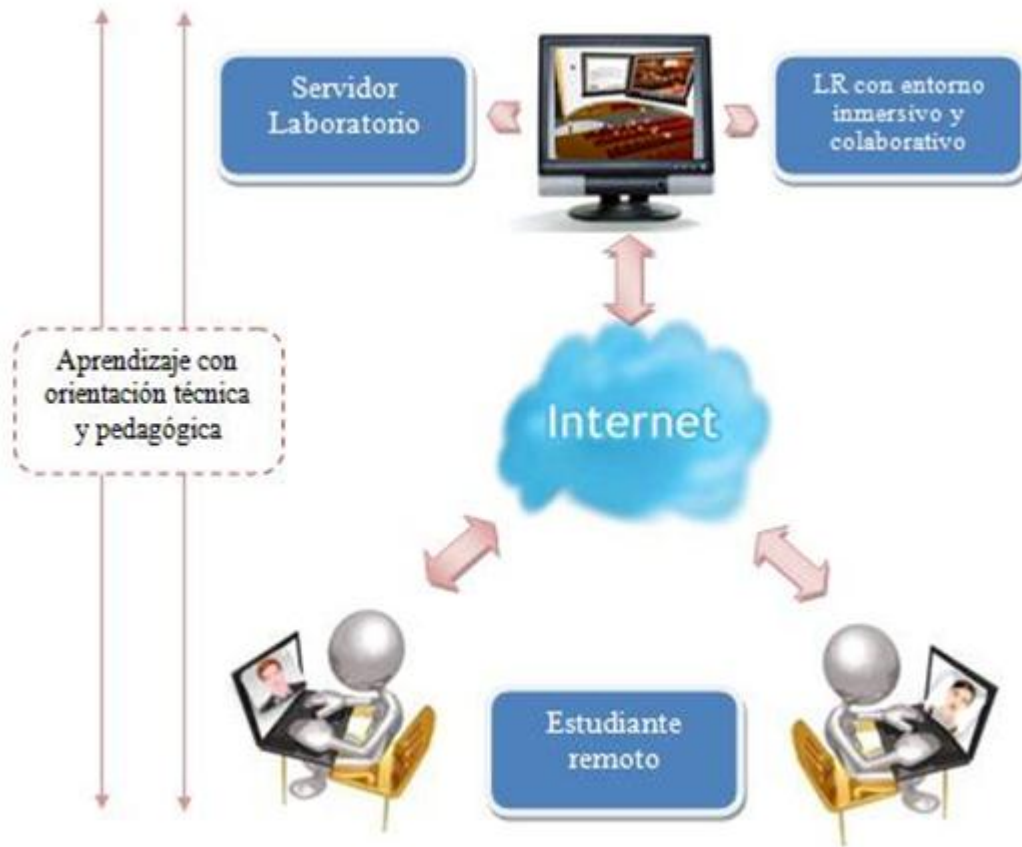 Servidor
Laboratorio
LR con entorno
inmersivo y
colaborativo
Aprendizaje con
orientación técnica
y pedagógica
Internet
Estudiante
remoto